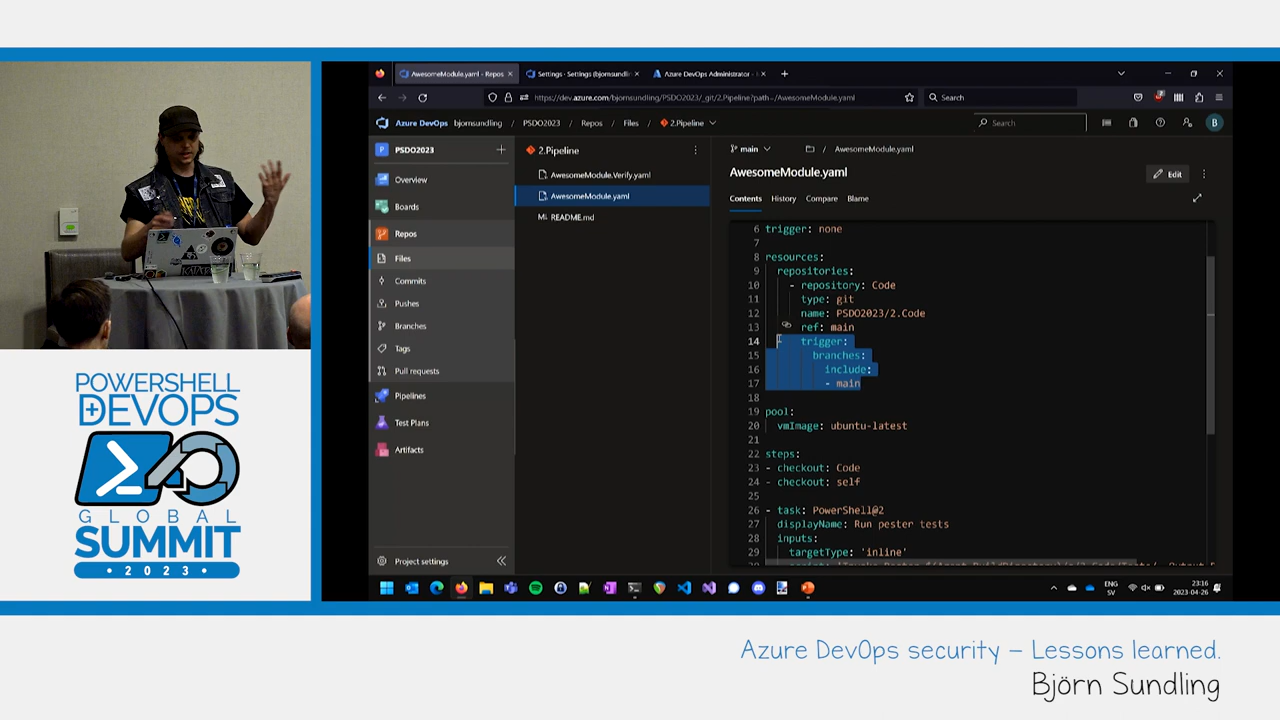 AwesomeModule.yaml - Repos
Settings · Settings (bjornsundlin
Azure DevOps Administrator -
https://dev.azure.com/bjornsundling/PSDO2023/_git/2.Pipeline?path=/AwesomeModule.yaml
Search
Azure DevOps bjornsundling / PSDO2023 / Repos / Files / 2.Pipeline
Search
B
P PSDO2023
Overview
Boards
Repos
Files
Commits
Pushes
Branches
Tags
Pull requests
Pipelines
Test Plans
Artifacts
Project settings
2.Pipeline
AwesomeModule.Verify.yaml
AwesomeModule.yaml
README.md
main / AwesomeModule.yaml
AwesomeModule.yaml
Edit
Contents History Compare Blame
6 trigger: none
7
8 resources:
9 repositories:
10 - repository: Code
11 type: git
12 name: PSDO2023/2.Code
13 ref: main
14 trigger:
15 branches:
16 include:
17 - main
18
19 pool:
20 vmImage: ubuntu-latest
21
22 steps:
23 - checkout: Code
24 - checkout: self
25
26 - task: PowerShell@2
27 displayName: Run pester tests
28 inputs:
29 targetType: 'inline'
ENG
SV
23:16
2023-04-26
POWERSHELL
+DEVOPS
GLOBAL
SUMMIT
• 2023 •
Azure DevOps security – Lessons learned.
Björn Sundling